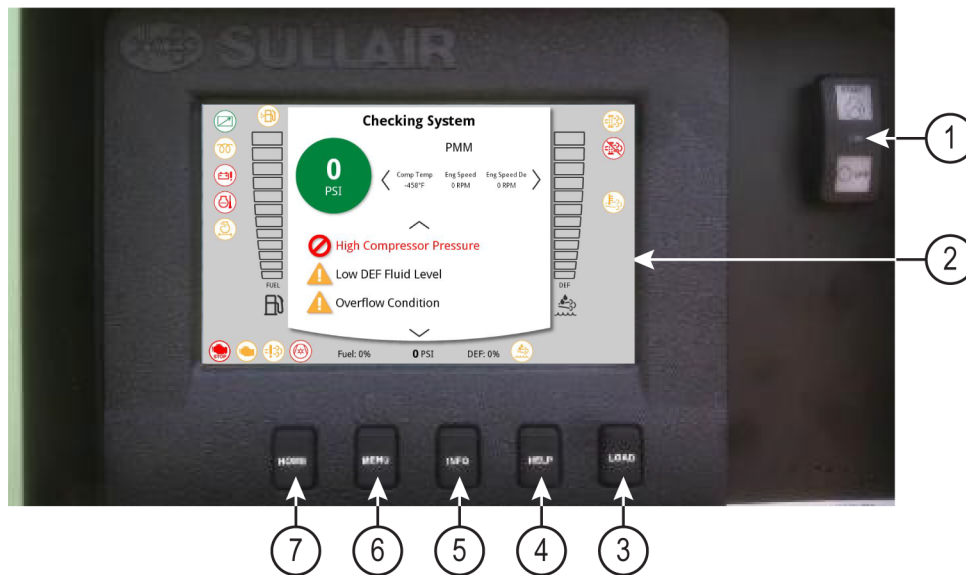 SULLAIR
START
OFF
1
Checking System
0
PSI
PMM
Comp Temp
-458°F
Eng Speed
0 RPM
Eng Speed De
0 RPM
High Compressor Pressure
Low DEF Fluid Level
Overflow Condition
FUEL
DEF
2
STOP
Fuel: 0%
0 PSI
DEF: 0%
HOME
MENU
INFO
HELP
LOAD
7
6
5
4
3